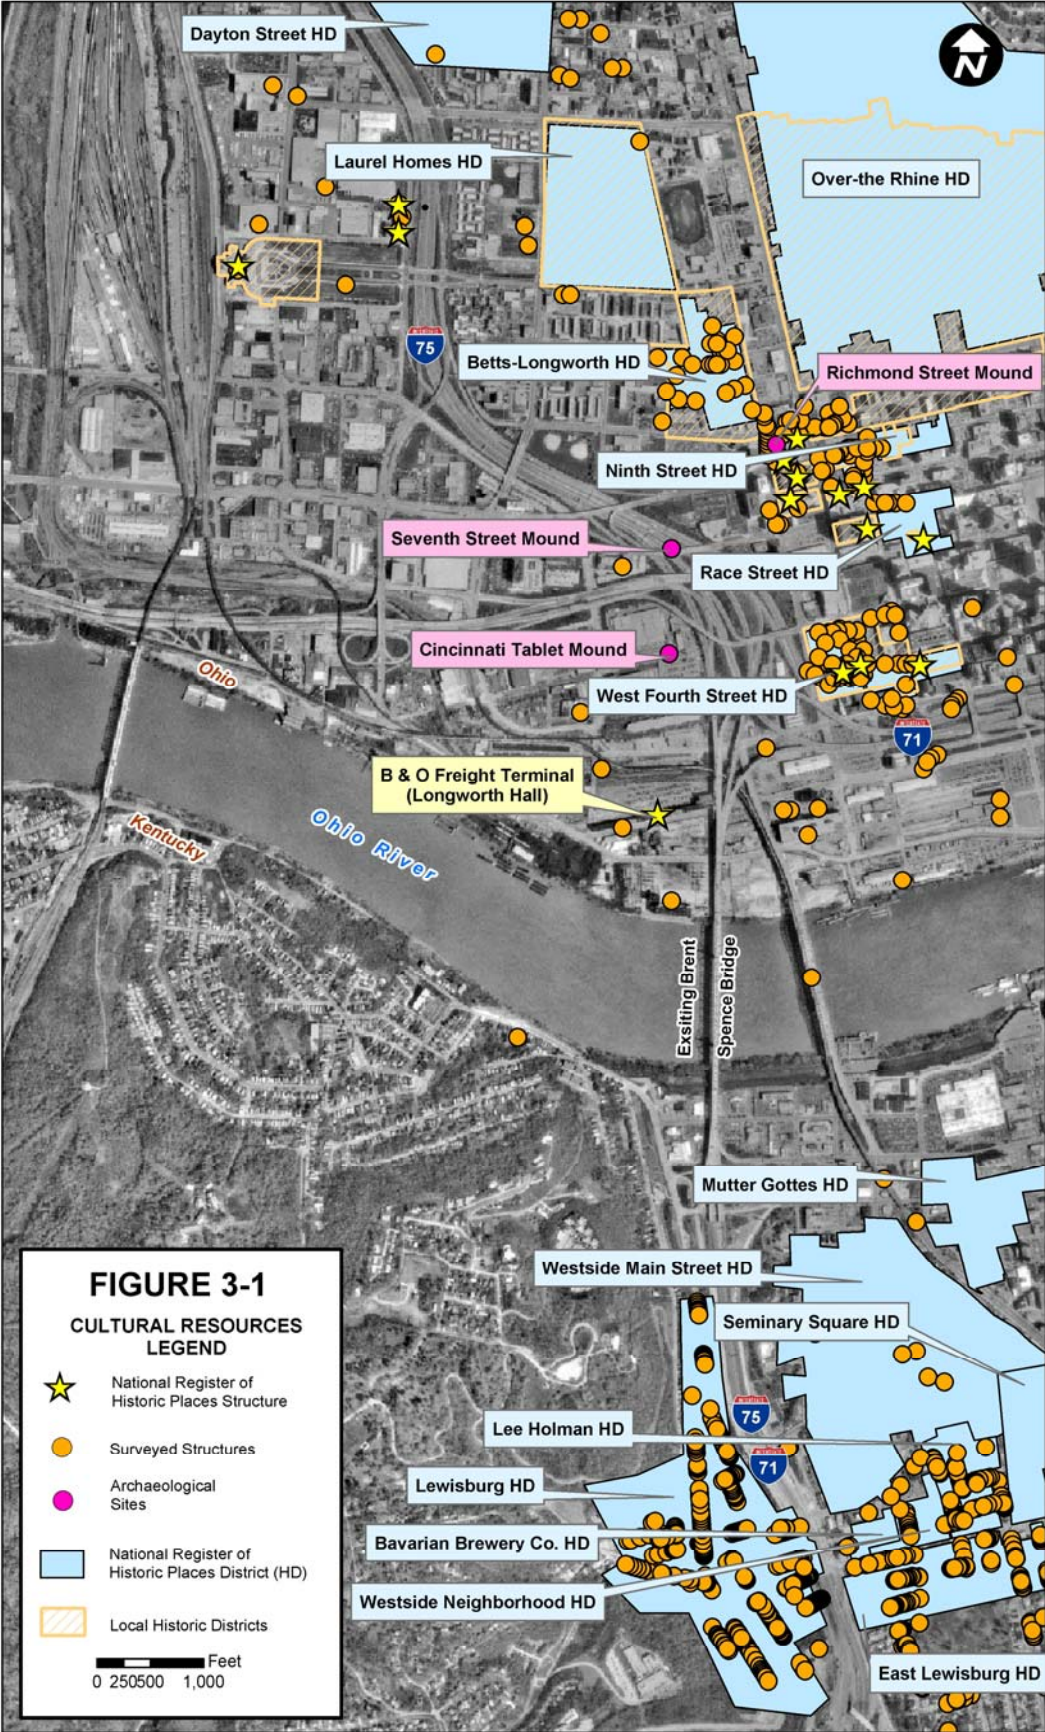 Dayton Street HD
N
Laurel Homes HD
Over-the Rhine HD
75
Betts-Longworth HD
Richmond Street Mound
Ninth Street HD
Seventh Street Mound
Race Street HD
Cincinnati Tablet Mound
Ohio
West Fourth Street HD
71
B & O Freight Terminal
(Longworth Hall)
Ohio River
Kentucky
Exsiting Brent
Spence Bridge
Mutter Gottes HD
Westside Main Street HD
Seminary Square HD
75
Lee Holman HD
71
Lewisburg HD
Bavarian Brewery Co. HD
Westside Neighborhood HD
East Lewisburg HD
FIGURE 3-1
CULTURAL RESOURCES
LEGEND
National Register of
Historic Places Structure
Surveyed Structures
Archaeological
Sites
National Register of
Historic Places District (HD)
Local Historic Districts
Feet
0 250500 1,000